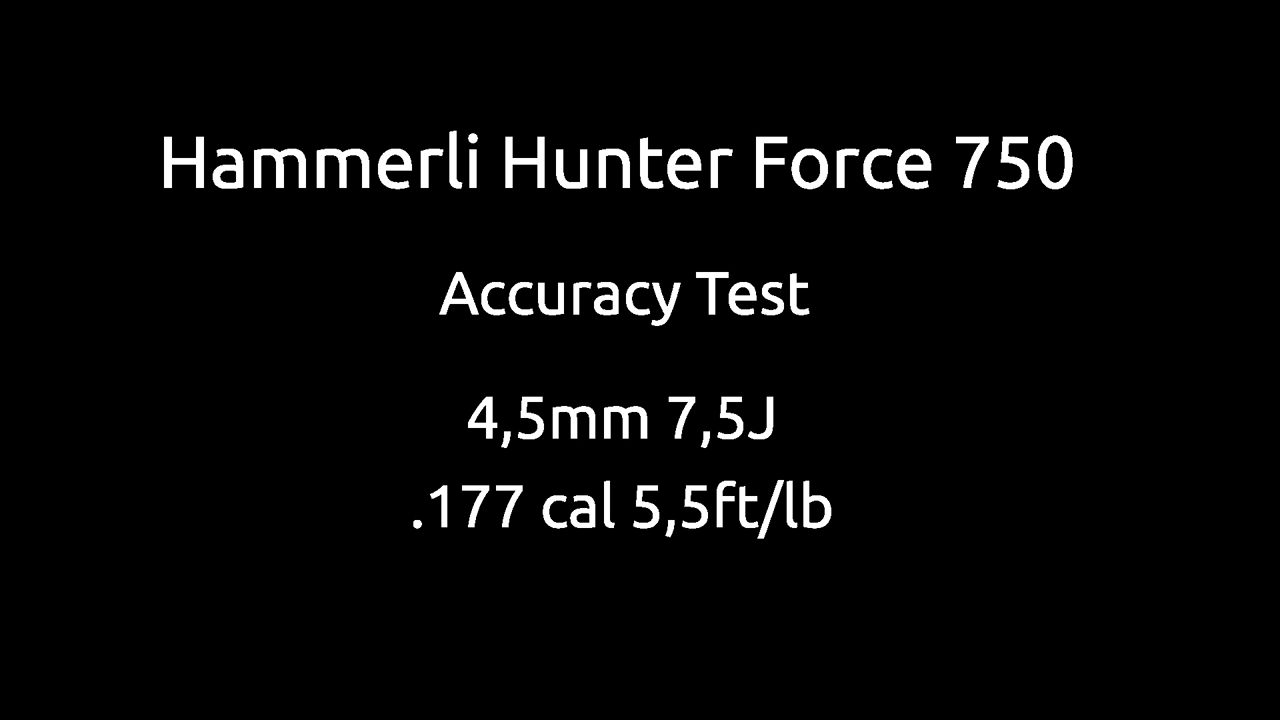 Hammerli Hunter Force 750
Accuracy Test
4,5mm 7,5J
.177 cal 5,5ft/lb